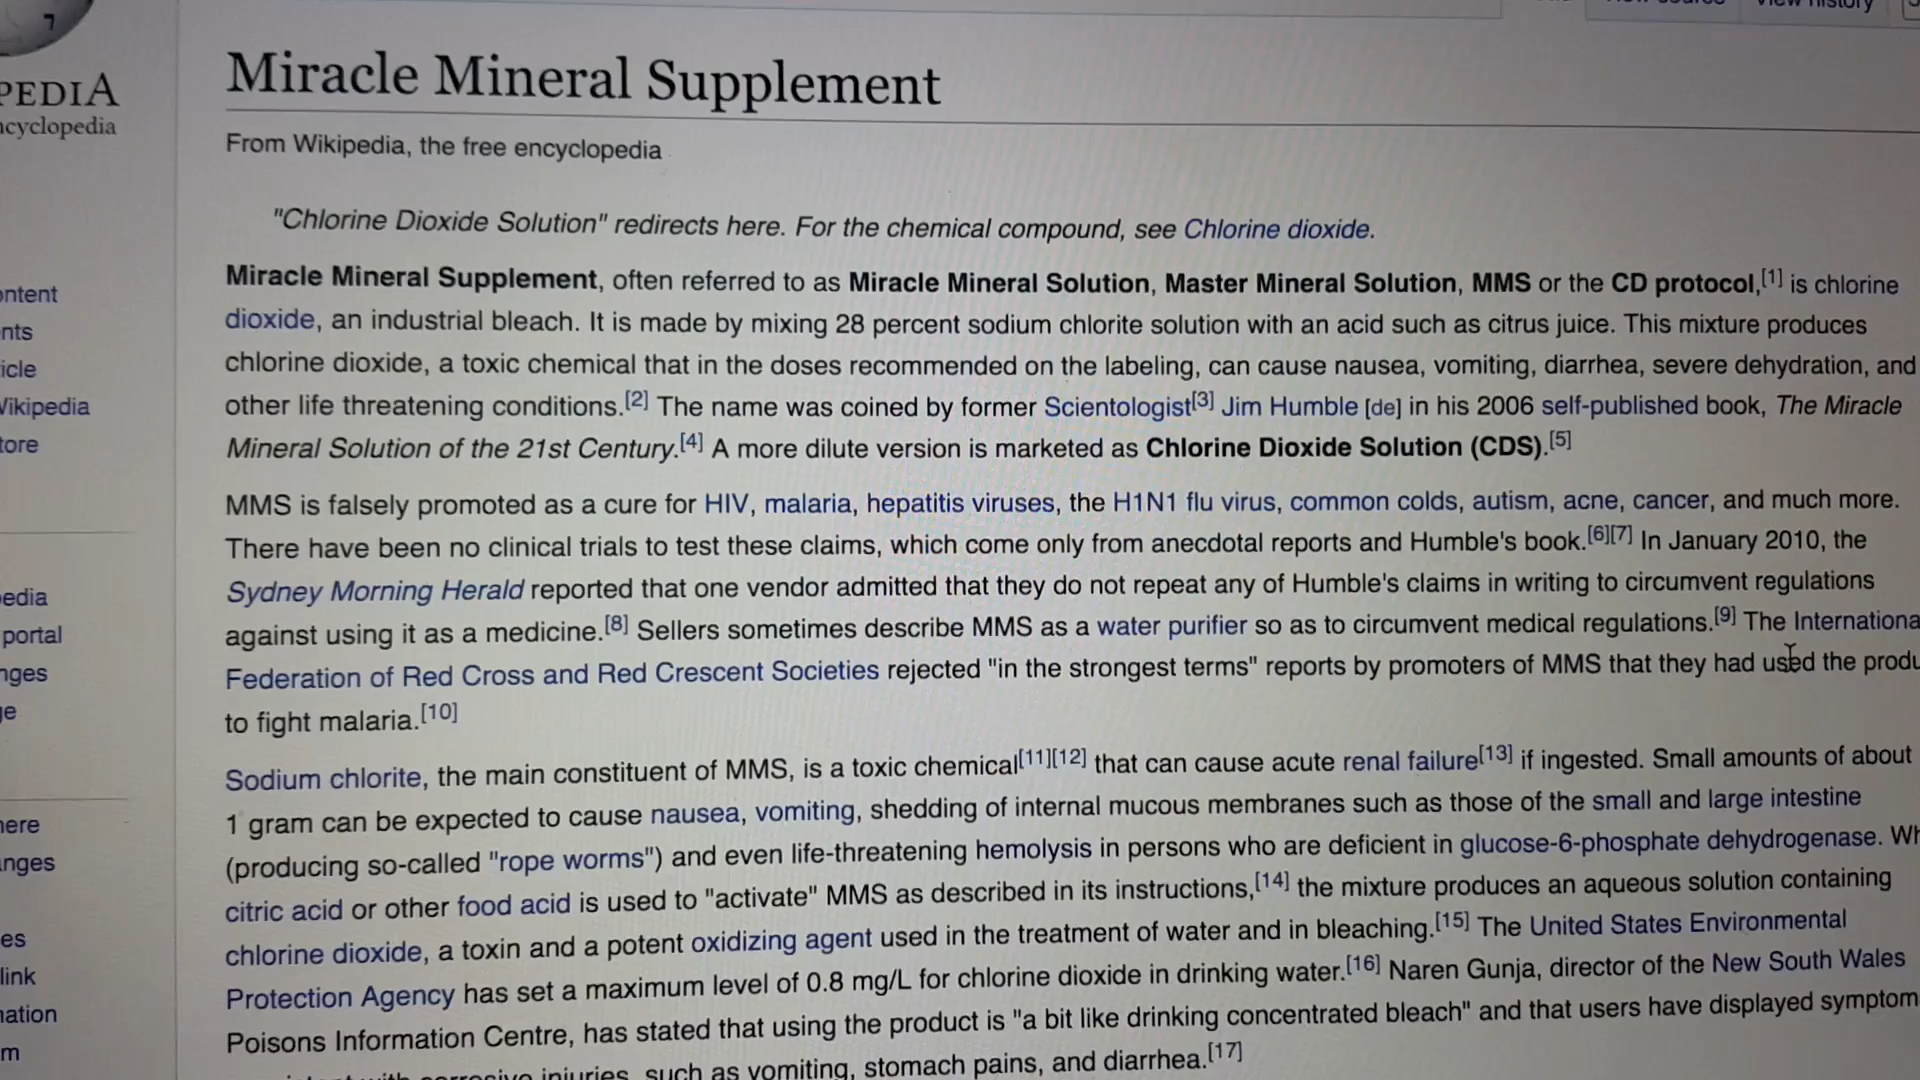 7
View history
PEDIA
ncyclopedia
Miracle Mineral Supplement
From Wikipedia, the free encyclopedia
"Chlorine Dioxide Solution" redirects here. For the chemical compound, see Chlorine dioxide.
Miracle Mineral Supplement, often referred to as Miracle Mineral Solution, Master Mineral Solution, MMS or the CD protocol,[1] is chlorine
dioxide, an industrial bleach. It is made by mixing 28 percent sodium chlorite solution with an acid such as citrus juice. This mixture produces
chlorine dioxide, a toxic chemical that in the doses recommended on the labeling, can cause nausea, vomiting, diarrhea, severe dehydration, and
other life threatening conditions.[2] The name was coined by former Scientologist[3] Jim Humble [de] in his 2006 self-published book, The Miracle
Mineral Solution of the 21st Century.[4] A more dilute version is marketed as Chlorine Dioxide Solution (CDS).[5]
MMS is falsely promoted as a cure for HIV, malaria, hepatitis viruses, the H1N1 flu virus, common colds, autism, acne, cancer, and much more.
There have been no clinical trials to test these claims, which come only from anecdotal reports and Humble's book.[6][7] In January 2010, the
Sydney Morning Herald reported that one vendor admitted that they do not repeat any of Humble's claims in writing to circumvent regulations
against using it as a medicine.[8] Sellers sometimes describe MMS as a water purifier so as to circumvent medical regulations.[9] The Internationa
Federation of Red Cross and Red Crescent Societies rejected "in the strongest terms" reports by promoters of MMS that they had used the produ
to fight malaria.[10]
Sodium chlorite, the main constituent of MMS, is a toxic chemical[11][12] that can cause acute renal failure[13] if ingested. Small amounts of about
1 gram can be expected to cause nausea, vomiting, shedding of internal mucous membranes such as those of the small and large intestine
(producing so-called "rope worms") and even life-threatening hemolysis in persons who are deficient in glucose-6-phosphate dehydrogenase. Wh
citric acid or other food acid is used to "activate" MMS as described in its instructions,[14] the mixture produces an aqueous solution containing
chlorine dioxide, a toxin and a potent oxidizing agent used in the treatment of water and in bleaching.[15] The United States Environmental
Protection Agency has set a maximum level of 0.8 mg/L for chlorine dioxide in drinking water.[16] Naren Gunja, director of the New South Wales
Poisons Information Centre, has stated that using the product is "a bit like drinking concentrated bleach" and that users have displayed symptom
corrosive injuries, such as vomiting, stomach pains, and diarrhea.[17]
ontent
nts
icle
Vikipedia
tore
edia
portal
nges
ge
here
anges
es
link
nation
m